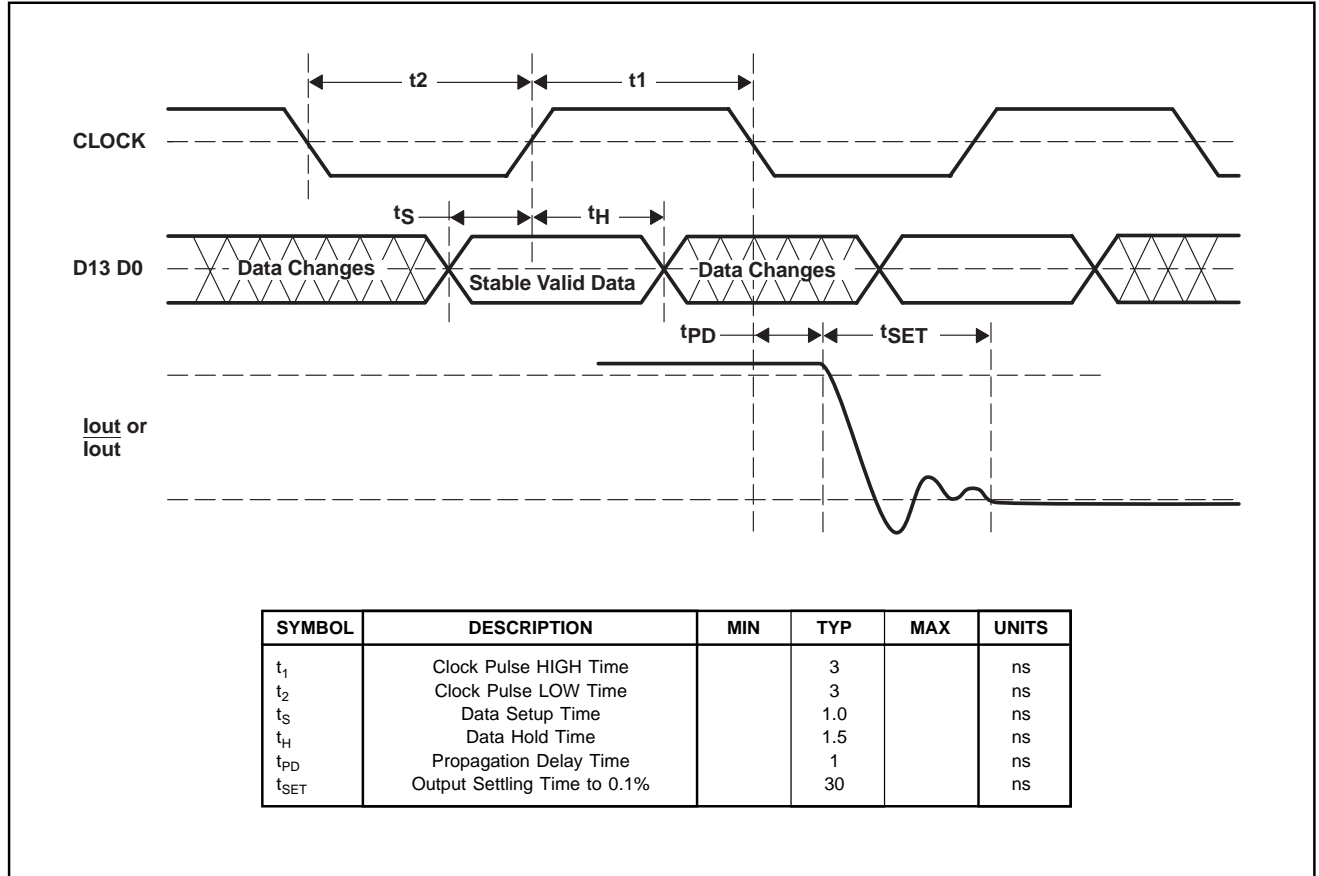 t2 t1
CLOCK
tS tH
D13 D0 Data Changes Stable Valid Data Data Changes
tPD tSET
Iout or
Iout
SYMBOL DESCRIPTION MIN TYP MAX UNITS
t1 Clock Pulse HIGH Time 3 ns
t2 Clock Pulse LOW Time 3 ns
tS Data Setup Time 1.0 ns
tH Data Hold Time 1.5 ns
tPD Propagation Delay Time 1 ns
tSET Output Settling Time to 0.1% 30 ns